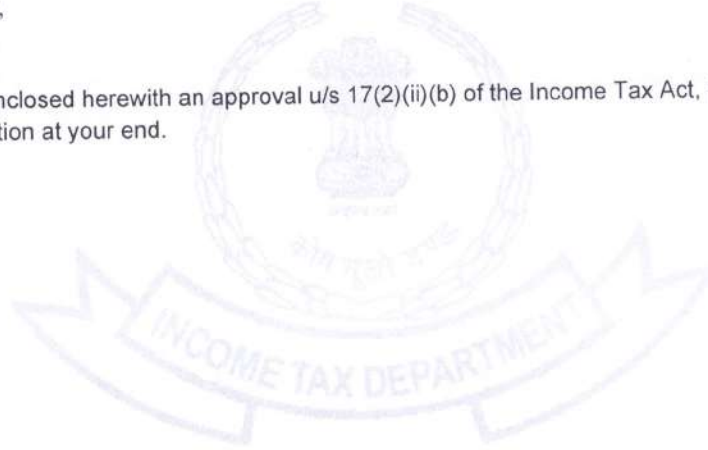 ,
nclosed herewith an approval u/s 17(2)(ii)(b) of the Income Tax Act,
tion at your end.
कोष मूलो दण्डः
INCOME TAX DEPARTMENT